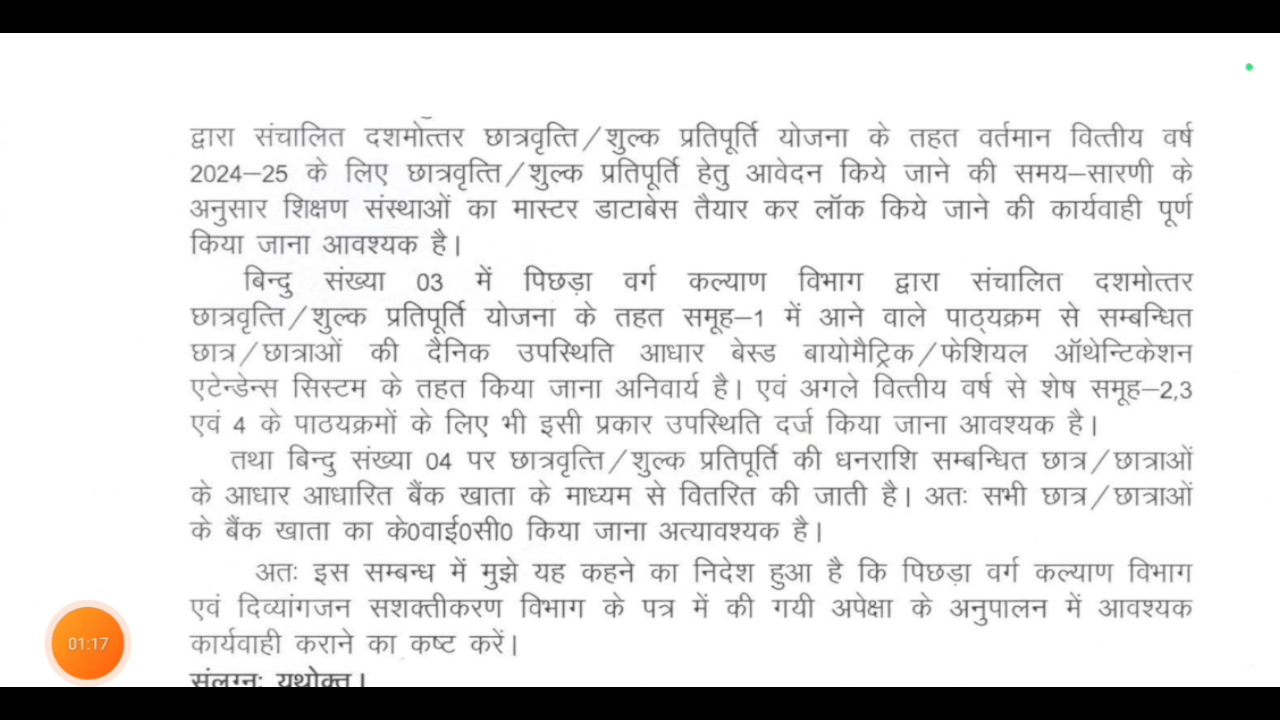 द्वारा संचालित दशमोत्तर छात्रवृत्ति/शुल्क प्रतिपूर्ति योजना के तहत वर्तमान वित्तीय वर्ष
2024–25 के लिए छात्रवृत्ति/शुल्क प्रतिपूर्ति हेतु आवेदन किये जाने की समय–सारणी के
अनुसार शिक्षण संस्थाओं का मास्टर डाटाबेस तैयार कर लॉक किये जाने की कार्यवाही पूर्ण
किया जाना आवश्यक है।
बिन्दु संख्या 03 में पिछड़ा वर्ग कल्याण विभाग द्वारा संचालित दशमोत्तर
छात्रवृत्ति/शुल्क प्रतिपूर्ति योजना के तहत समूह–1 में आने वाले पाठ्यक्रम से सम्बन्धित
छात्र/छात्राओं की दैनिक उपस्थिति आधार बेस्ड बायोमैट्रिक/फेशियल ऑथेन्टिकेशन
एटेन्डेन्स सिस्टम के तहत किया जाना अनिवार्य है। एवं अगले वित्तीय वर्ष से शेष समूह–2,3
एवं 4 के पाठयक्रमों के लिए भी इसी प्रकार उपस्थिति दर्ज किया जाना आवश्यक है।
तथा बिन्दु संख्या 04 पर छात्रवृत्ति/शुल्क प्रतिपूर्ति की धनराशि सम्बन्धित छात्र/छात्राओं
के आधार आधारित बैंक खाता के माध्यम से वितरित की जाती है। अतः सभी छात्र/छात्राओं
के बैंक खाता का के0वाई0सी0 किया जाना अत्यावश्यक है।
अतः इस सम्बन्ध में मुझे यह कहने का निदेश हुआ है कि पिछड़ा वर्ग कल्याण विभाग
एवं दिव्यांगजन सशक्तीकरण विभाग के पत्र में की गयी अपेक्षा के अनुपालन में आवश्यक
कार्यवाही कराने का कष्ट करें।
01:17
संलग्नः यथोक्त।